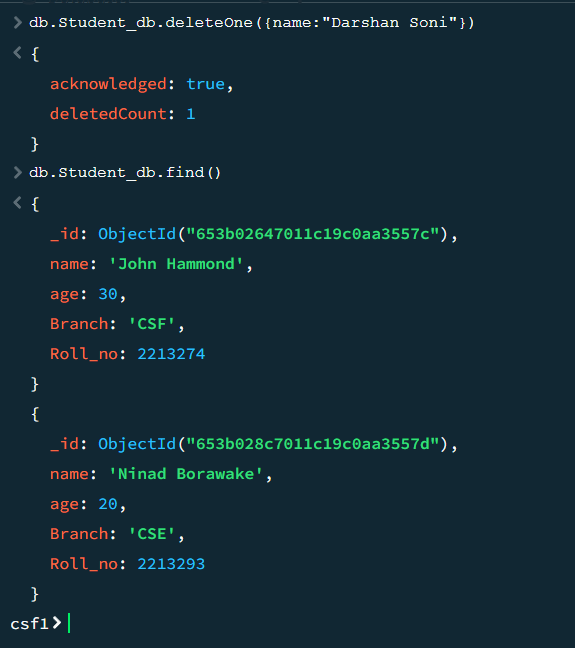 > db.Student_db.deleteOne({name:"Darshan Soni"})
< {
acknowledged: true,
deletedCount: 1
}
> db.Student_db.find()
< {
_id: ObjectId("653b02647011c19c0aa3557c"),
name: 'John Hammond',
age: 30,
Branch: 'CSF',
Roll_no: 2213274
}
{
_id: ObjectId("653b028c7011c19c0aa3557d"),
name: 'Ninad Borawake',
age: 20,
Branch: 'CSE',
Roll_no: 2213293
}
csf1>